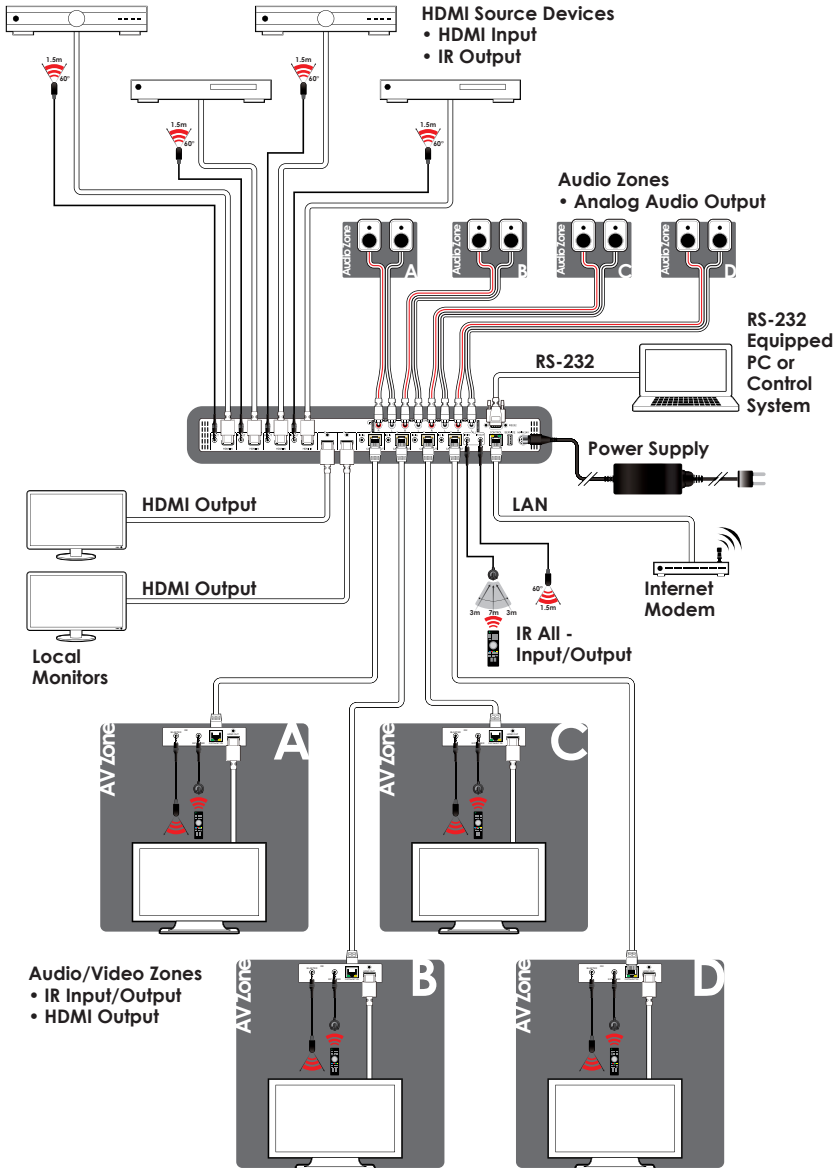 HDMI Source Devices
• HDMI Input
• IR Output
1.5m
60°
1.5m
60°
1.5m
60°
1.5m
60°
Audio Zones
• Analog Audio Output
Audio Zone
A
Audio Zone
B
Audio Zone
C
Audio Zone
D
RS-232
RS-232
Equipped
PC or
Control
System
Power Supply
HDMI Output
LAN
HDMI Output
60°
1.5m
3m 7m 3m
Internet
Modem
IR All -
Input/Output
Local
Monitors
AV Zone
A
AV Zone
C
Audio/Video Zones
• IR Input/Output
• HDMI Output
AV Zone
B
AV Zone
D